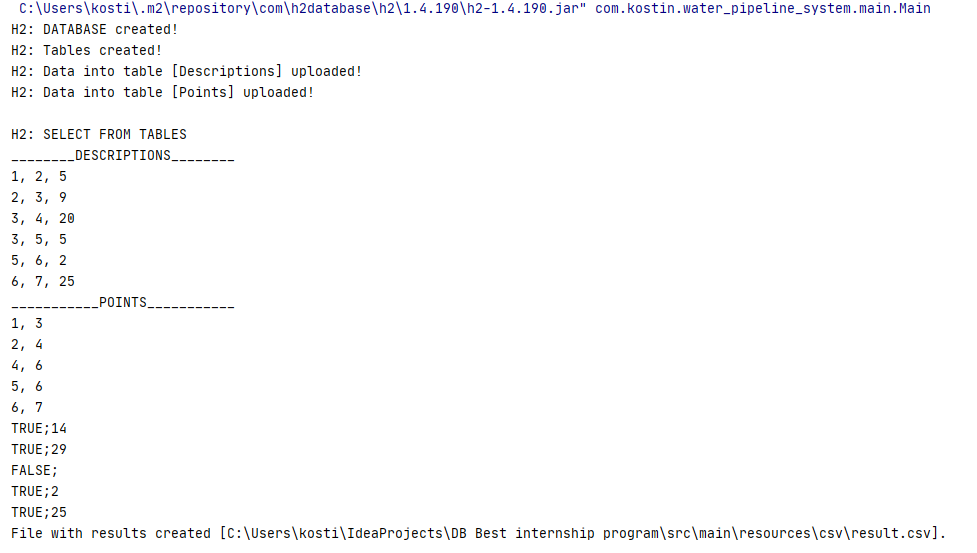 C:\Users\kosti\.m2\repository\com\h2database\h2\1.4.190\h2-1.4.190.jar" com.kostin.water_pipeline_system.main.Main
H2: DATABASE created!
H2: Tables created!
H2: Data into table [Descriptions] uploaded!
H2: Data into table [Points] uploaded!
H2: SELECT FROM TABLES
________DESCRIPTIONS________
1, 2, 5
2, 3, 9
3, 4, 20
3, 5, 5
5, 6, 2
6, 7, 25
___________POINTS___________
1, 3
2, 4
4, 6
5, 6
6, 7
TRUE;14
TRUE;29
FALSE;
TRUE;2
TRUE;25
File with results created [C:\Users\kosti\IdeaProjects\DB Best internship program\src\main\resources\csv\result.csv].